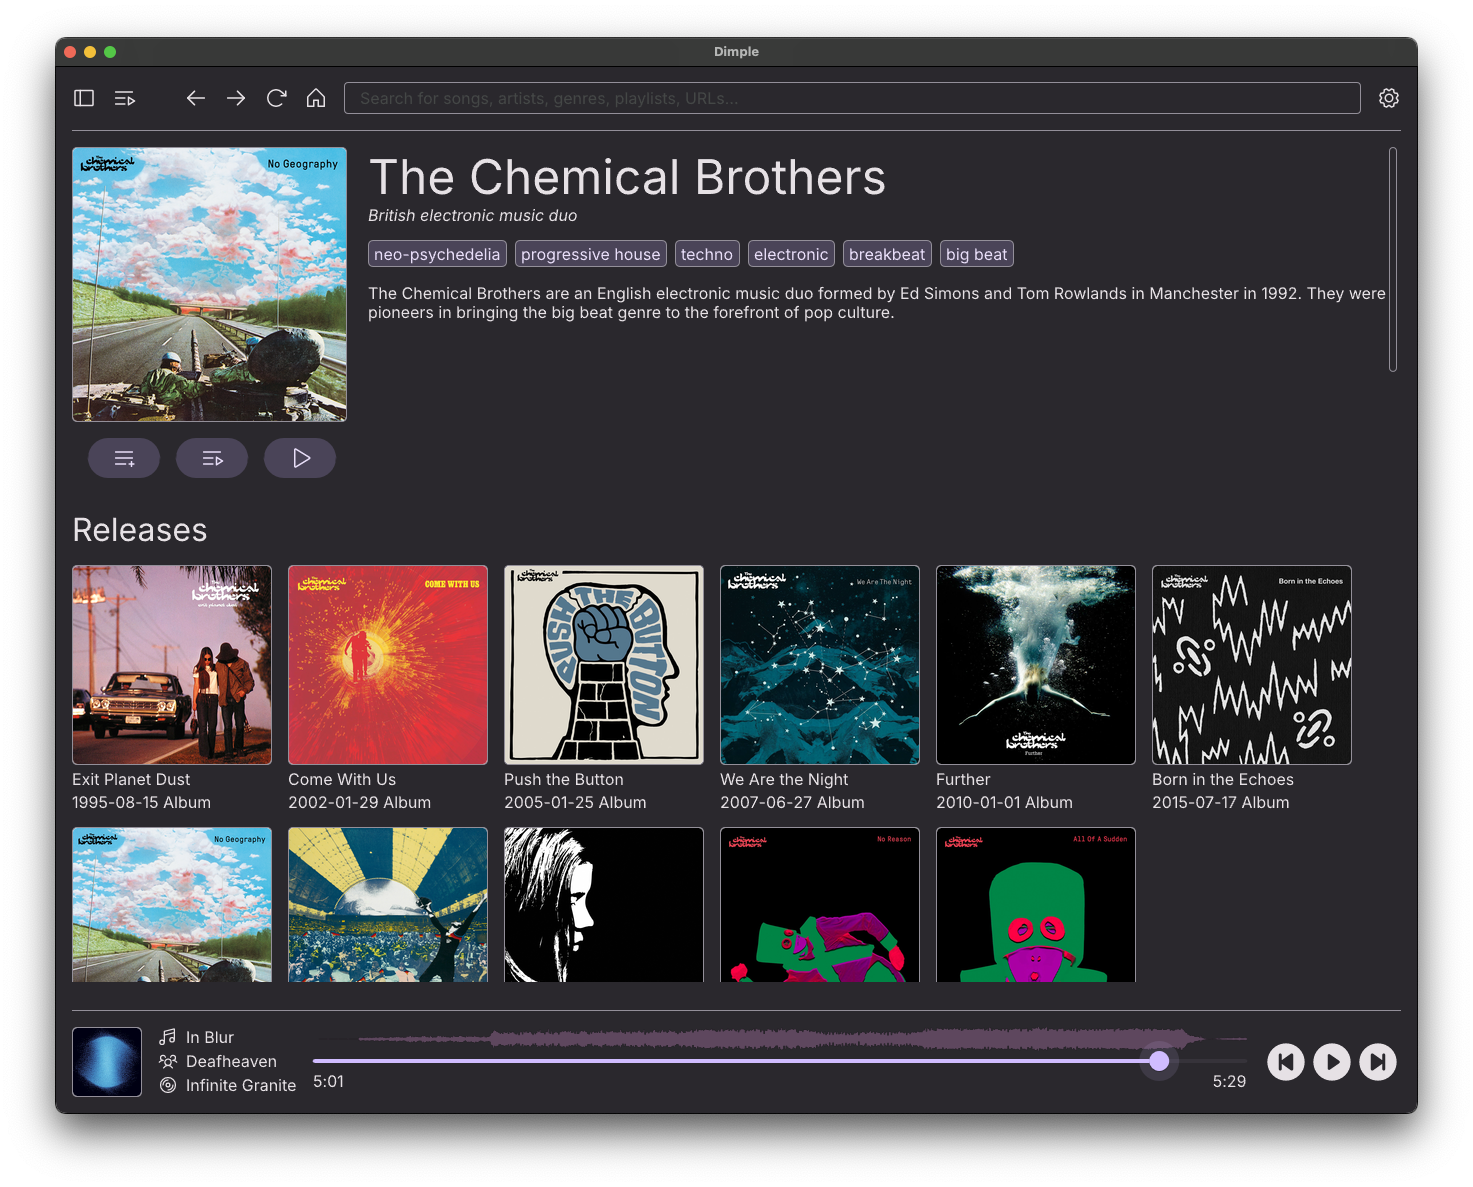 Dimple
Search for songs, artists, genres, playlists, URLs...
the chemical brothers
No Geography
The Chemical Brothers
British electronic music duo
neo-psychedelia progressive house techno electronic breakbeat big beat
The Chemical Brothers are an English electronic music duo formed by Ed Simons and Tom Rowlands in Manchester in 1992. They were
pioneers in bringing the big beat genre to the forefront of pop culture.
Releases
the chemical brothers
exit planet dust
the chemical brothers
COME WITH US
the chemical brothers
PUSH THE BUTTON
the chemical brothers
We Are The Night
the chemical brothers
Further
the chemical brothers
Born in the Echoes
Exit Planet Dust
1995-08-15 Album
Come With Us
2002-01-29 Album
Push the Button
2005-01-25 Album
We Are the Night
2007-06-27 Album
Further
2010-01-01 Album
Born in the Echoes
2015-07-17 Album
the chemical brothers
No Geography
the chemical brothers
No Reason
the chemical brothers
All Of A Sudden
In Blur
Deafheaven
Infinite Granite
5:01
5:29